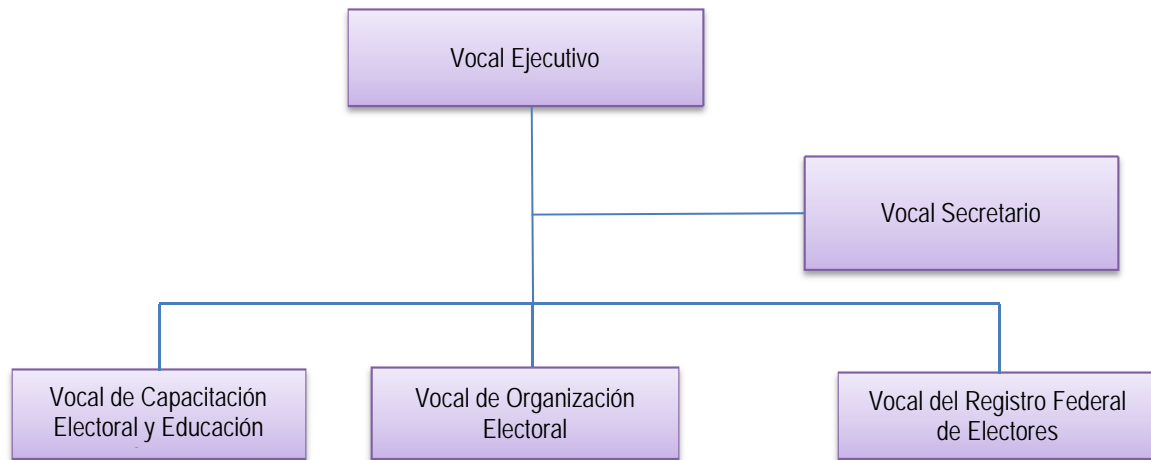 Vocal Ejecutivo
Vocal Secretario
Vocal de Capacitación
Electoral y Educación
Vocal de Organización
Electoral
Vocal del Registro Federal
de Electores